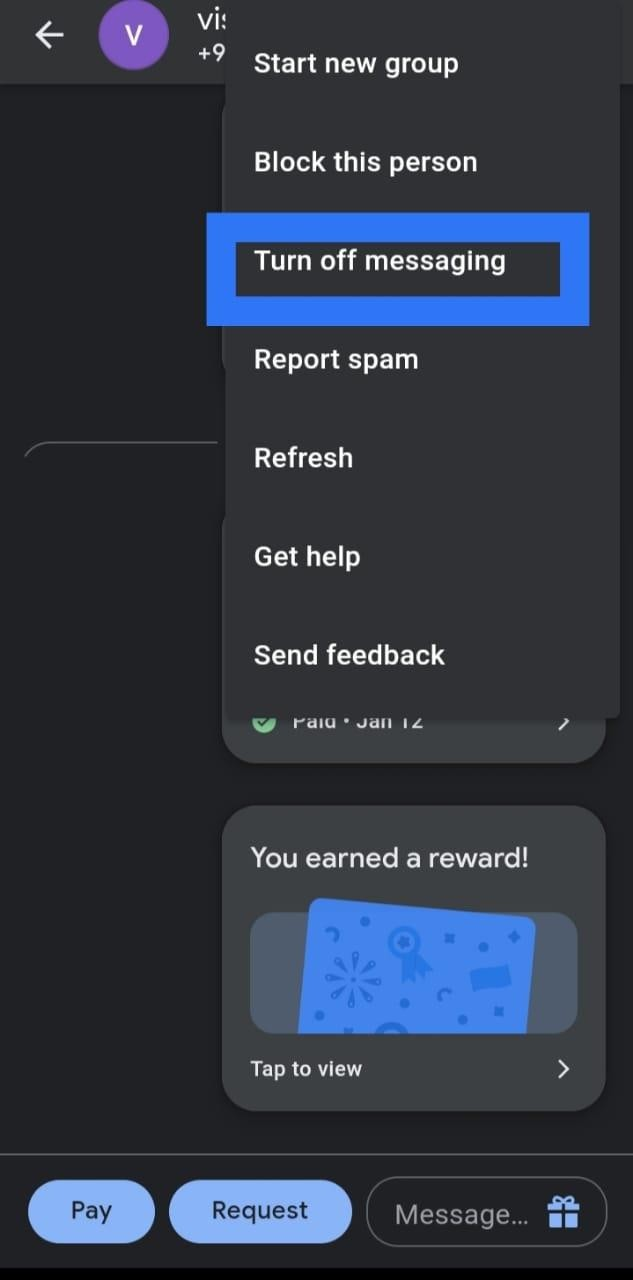 V
+9
Start new group
Block this person
Turn off messaging
Report spam
Refresh
Get help
Send feedback
Paid • Jan 12
You earned a reward!
Tap to view
Pay
Request
Message...